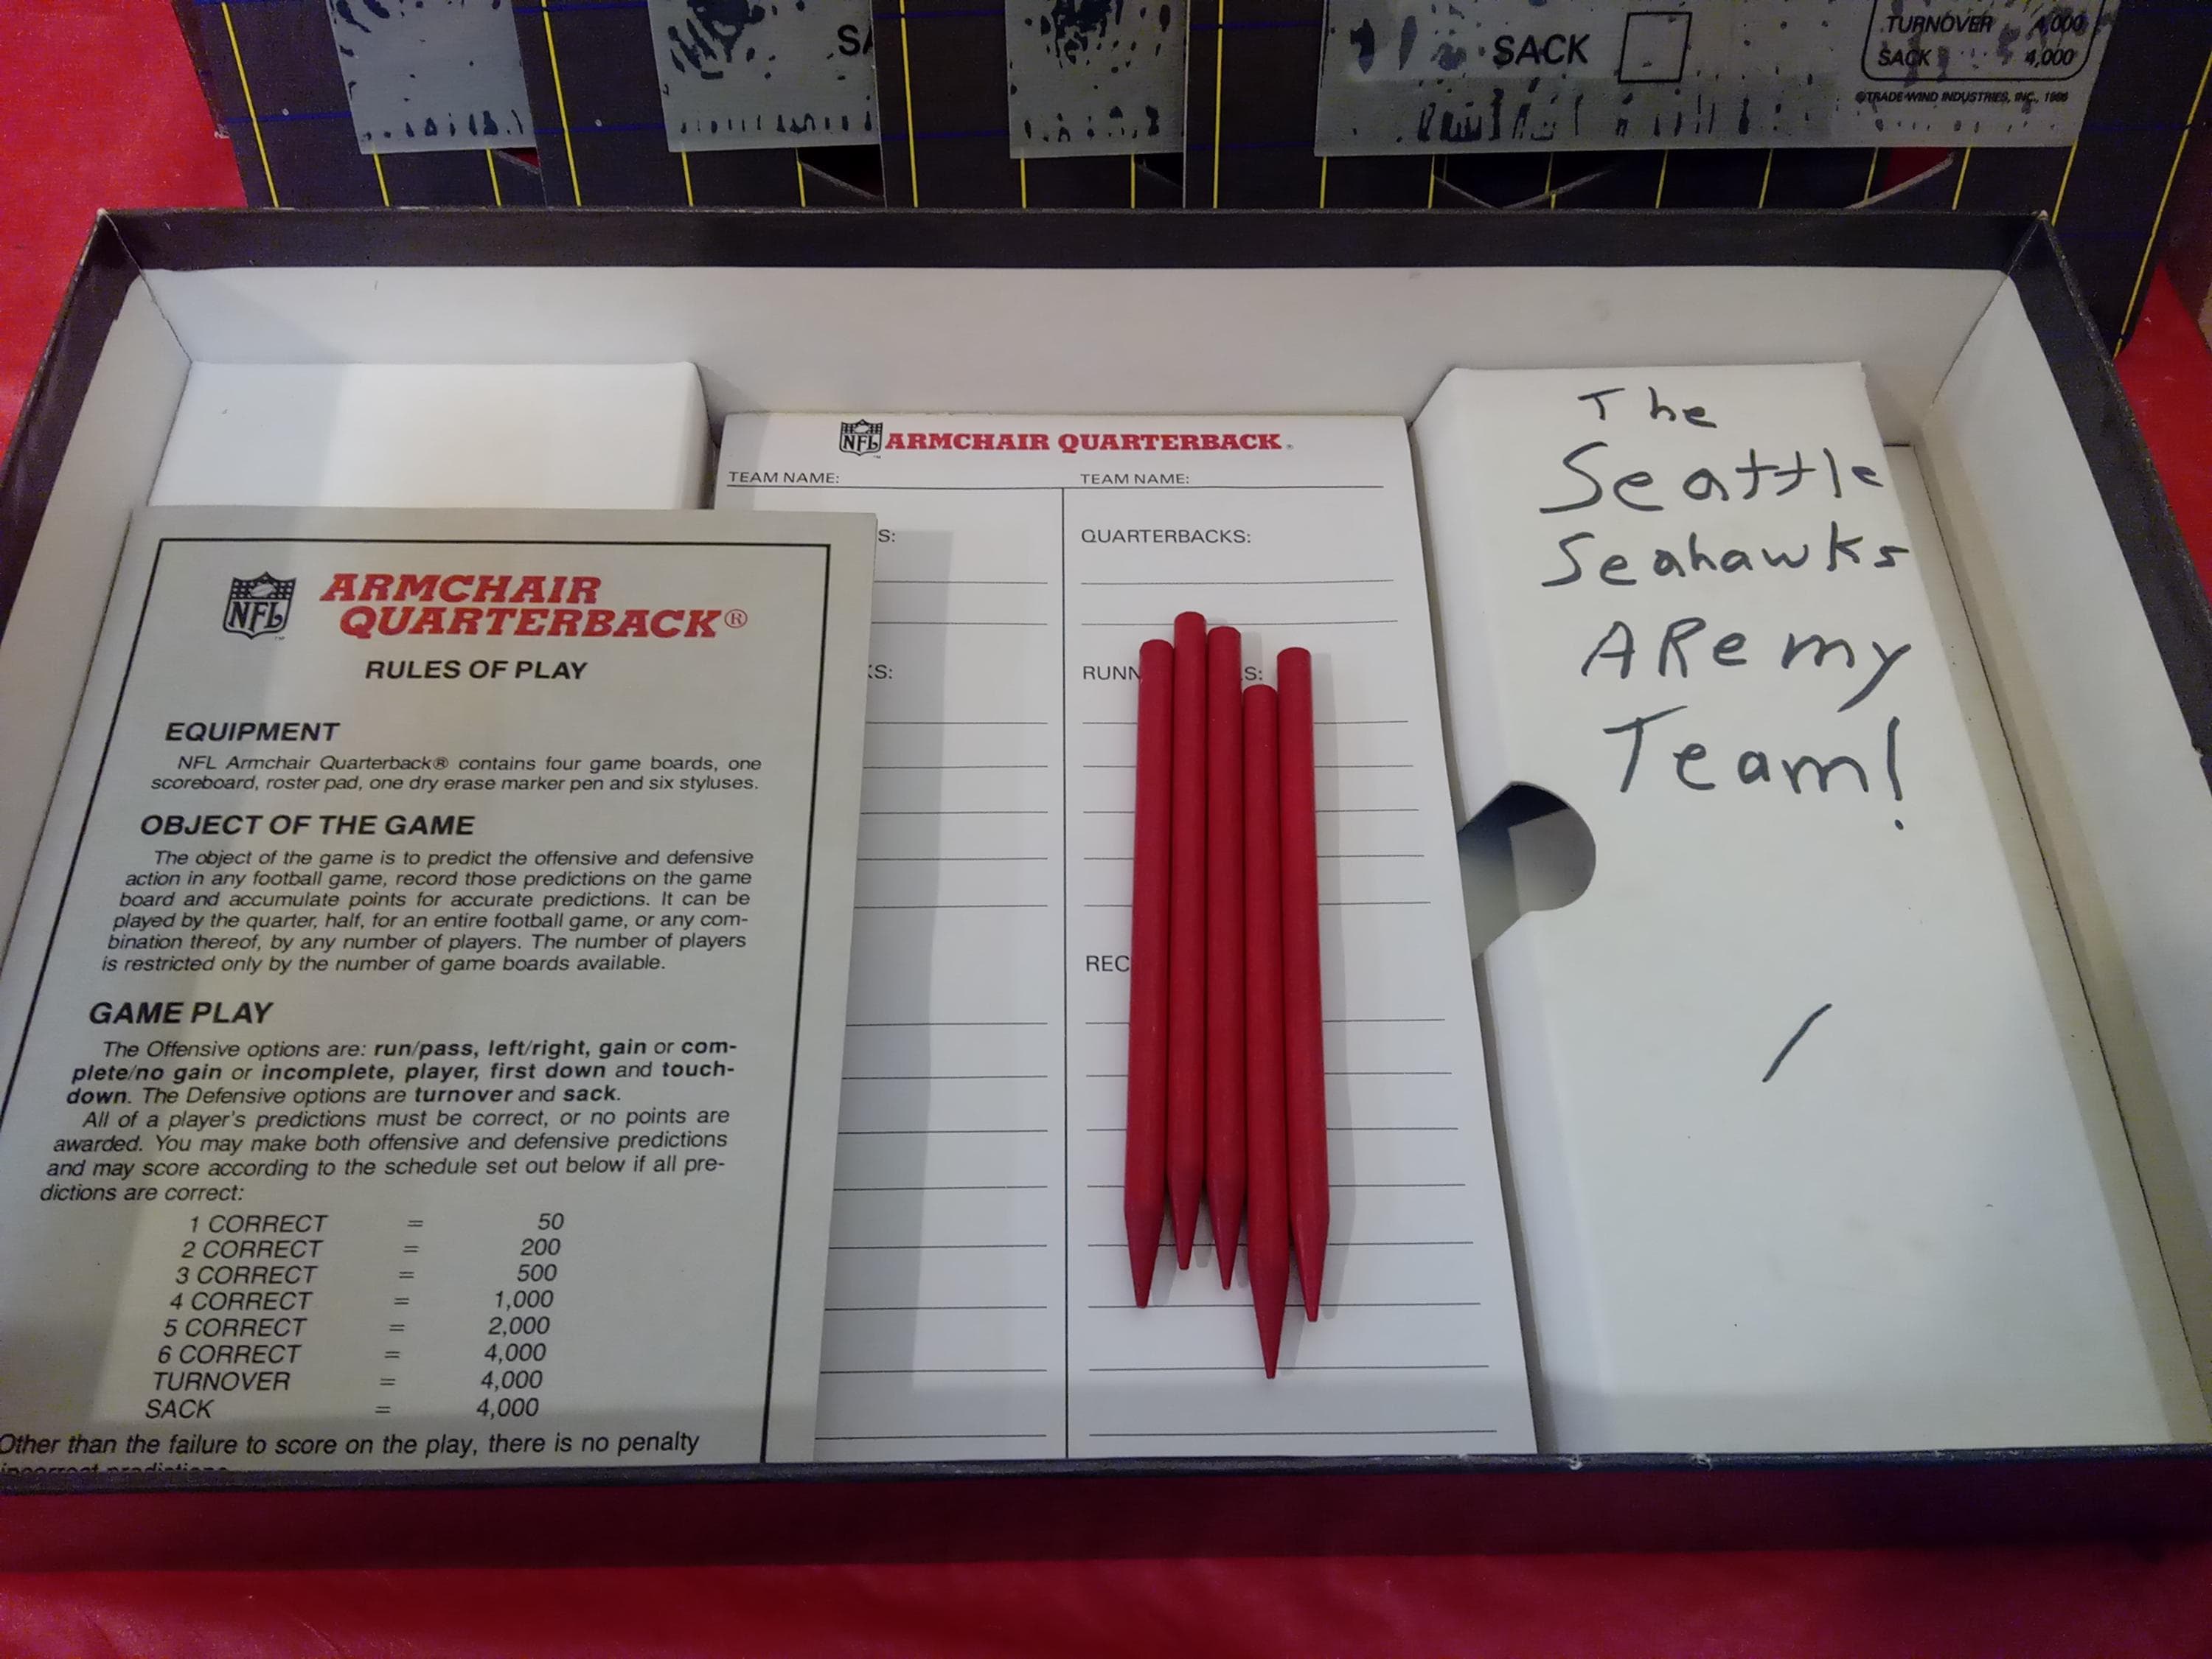 SACK
TURNOVER 4,000
SACK 4,000
©TRADE-WIND INDUSTRIES, INC., 1986
The
Seattle
Seahawks
ARe my
Team!
NFL ARMCHAIR QUARTERBACK®
TEAM NAME: TEAM NAME:
S: QUARTERBACKS:
KS: RUNN S:
REC
NFL ARMCHAIR
QUARTERBACK®
RULES OF PLAY
EQUIPMENT
NFL Armchair Quarterback® contains four game boards, one
scoreboard, roster pad, one dry erase marker pen and six styluses.
OBJECT OF THE GAME
The object of the game is to predict the offensive and defensive
action in any football game, record those predictions on the game
board and accumulate points for accurate predictions. It can be
played by the quarter, half, for an entire football game, or any com-
bination thereof, by any number of players. The number of players
is restricted only by the number of game boards available.
GAME PLAY
The Offensive options are: run/pass, left/right, gain or com-
plete/no gain or incomplete, player, first down and touch-
down. The Defensive options are turnover and sack.
All of a player's predictions must be correct, or no points are
awarded. You may make both offensive and defensive predictions
and may score according to the schedule set out below if all pre-
dictions are correct:
1 CORRECT = 50
2 CORRECT = 200
3 CORRECT = 500
4 CORRECT = 1,000
5 CORRECT = 2,000
6 CORRECT = 4,000
TURNOVER = 4,000
SACK = 4,000
Other than the failure to score on the play, there is no penalty